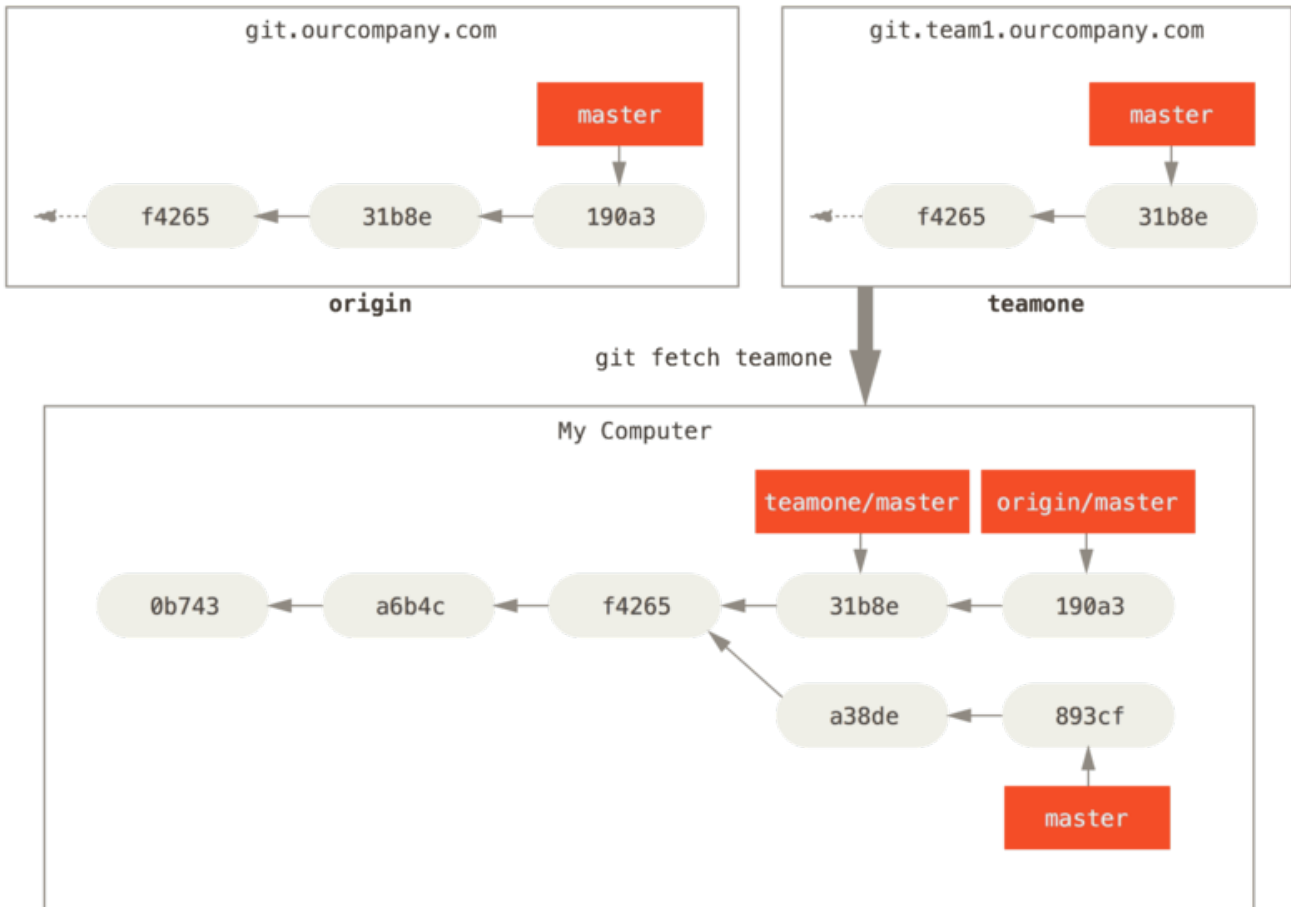 git.ourcompany.com
master
f4265 31b8e 190a3
origin
git.team1.ourcompany.com
master
f4265 31b8e
teamone
git fetch teamone
My Computer
teamone/master origin/master
0b743 a6b4c f4265 31b8e 190a3
a38de 893cf
master